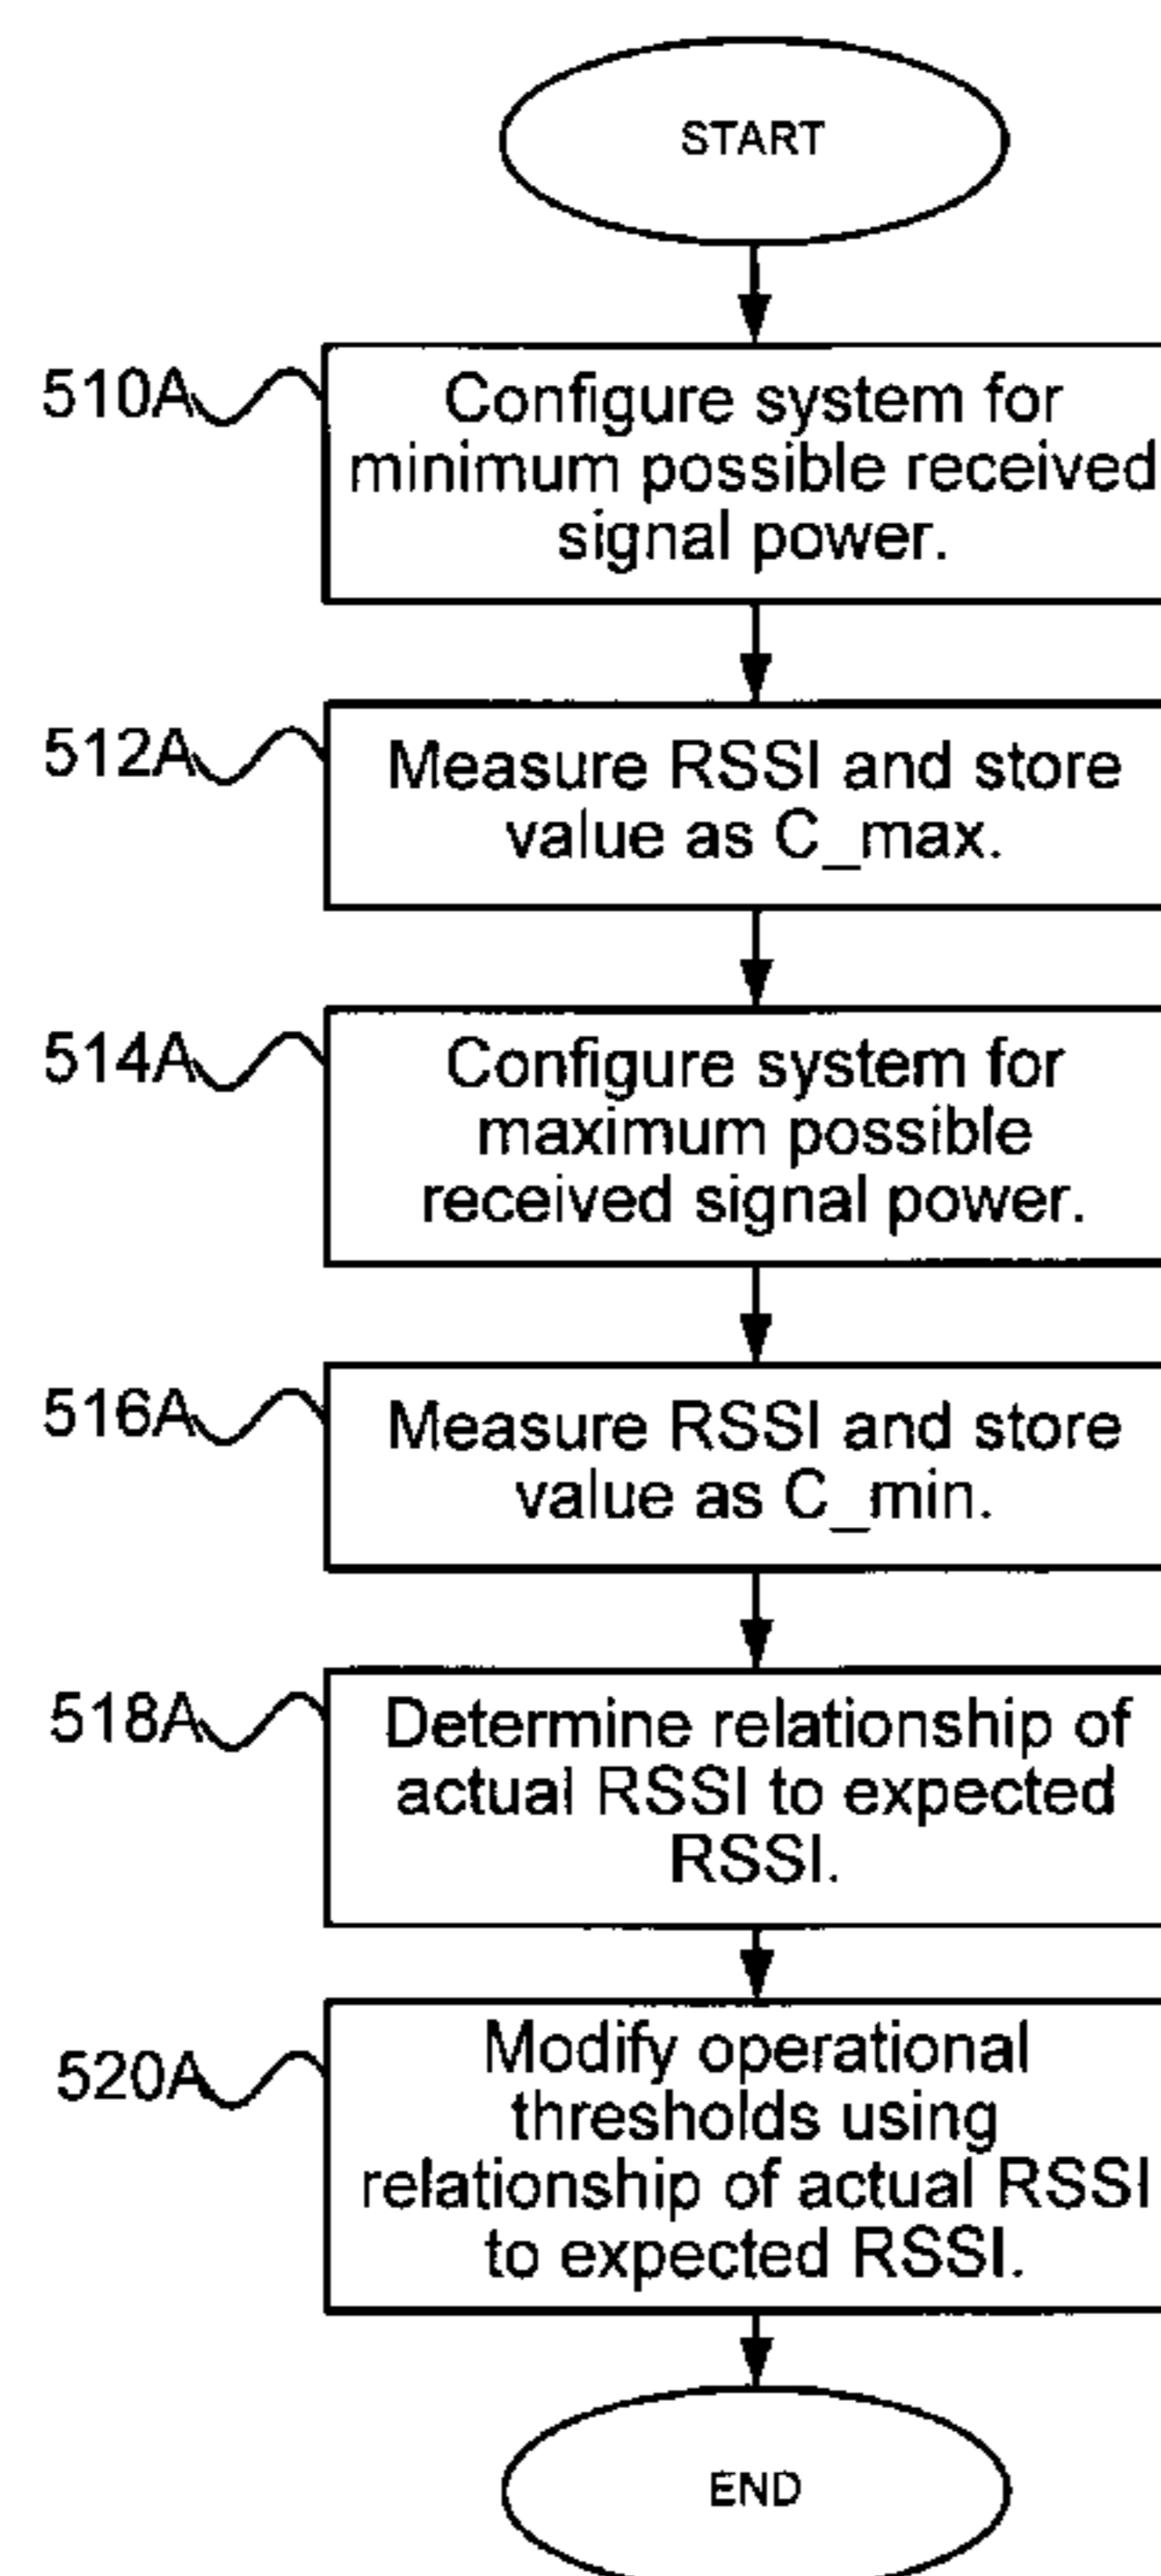 START
510A
Configure system for
minimum possible received
signal power.
512A
Measure RSSI and store
value as C_max.
514A
Configure system for
maximum possible
received signal power.
516A
Measure RSSI and store
value as C_min.
518A
Determine relationship of
actual RSSI to expected
RSSI.
520A
Modify operational
thresholds using
relationship of actual RSSI
to expected RSSI.
END